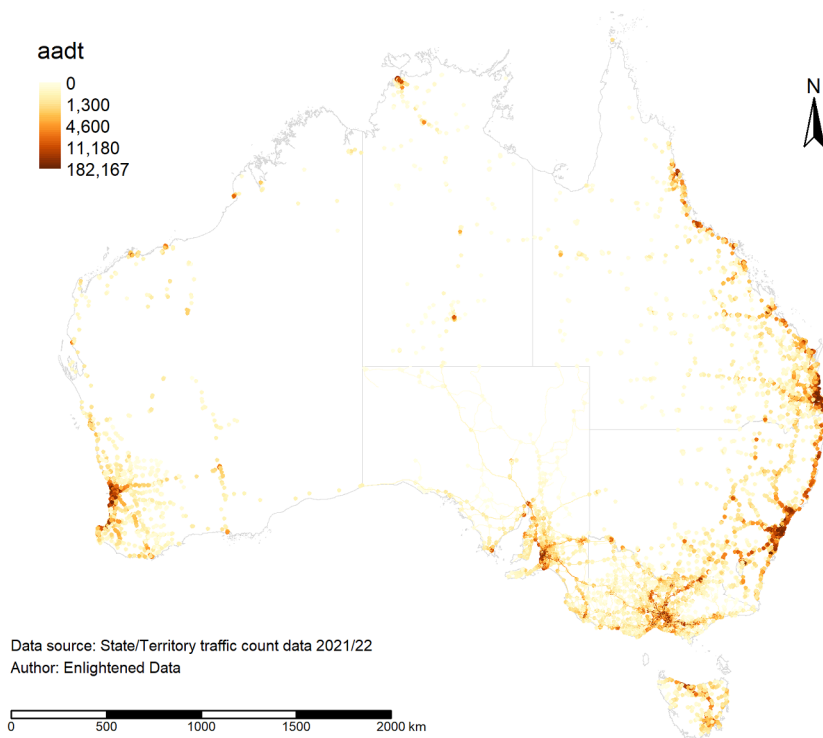 aadt
0
1,300
4,600
11,180
182,167
N
Data source: State/Territory traffic count data 2021/22
Author: Enlightened Data
0 500 1000 1500 2000 km